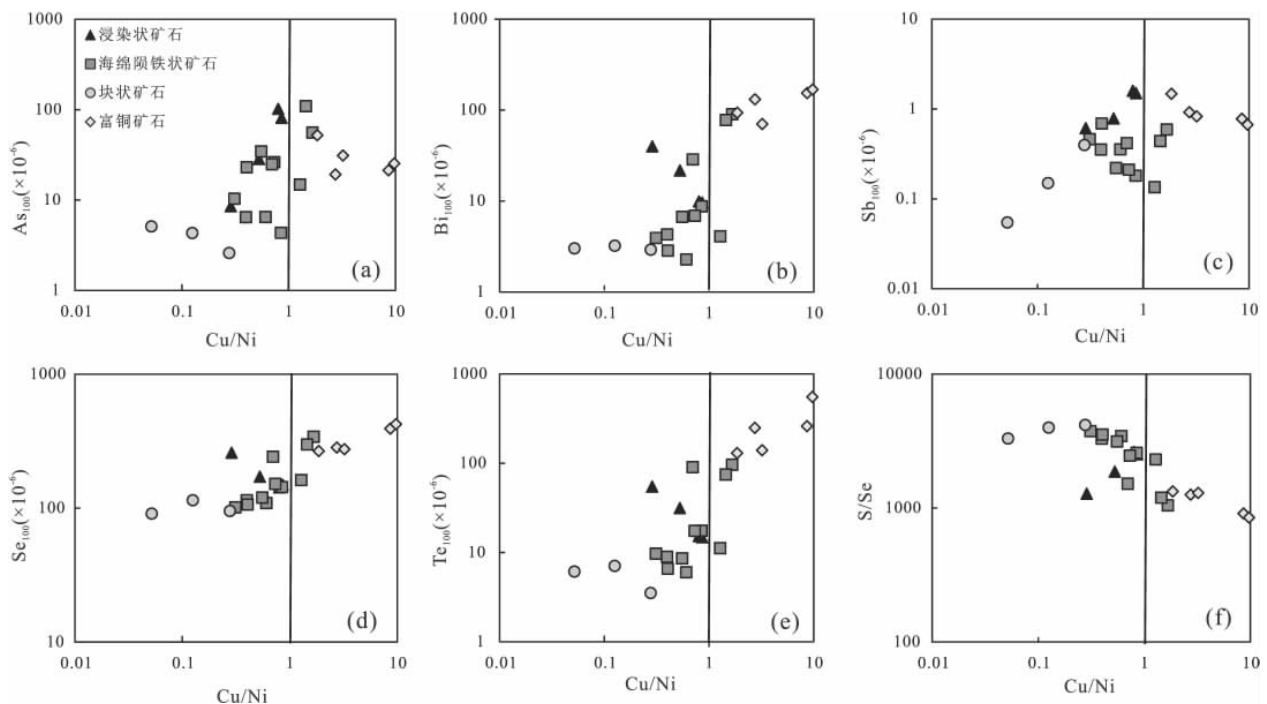 1000
100
10
1
As₁₀₀(×10⁻⁶)
▲浸染状矿石
海绵陨铁状矿石
块状矿石
富铜矿石
(a)
0.01 0.1 1 10
Cu/Ni
1000
100
10
1
Bi₁₀₀(×10⁻⁶)
(b)
0.01 0.1 1 10
Cu/Ni
10
1
0.1
0.01
Sb₁₀₀(×10⁻⁶)
(c)
0.01 0.1 1 10
Cu/Ni
1000
100
10
Se₁₀₀(×10⁻⁶)
(d)
0.01 0.1 1 10
Cu/Ni
1000
100
10
1
Te₁₀₀(×10⁻⁶)
(e)
0.01 0.1 1 10
Cu/Ni
10000
1000
100
S/Se
(f)
0.01 0.1 1 10
Cu/Ni